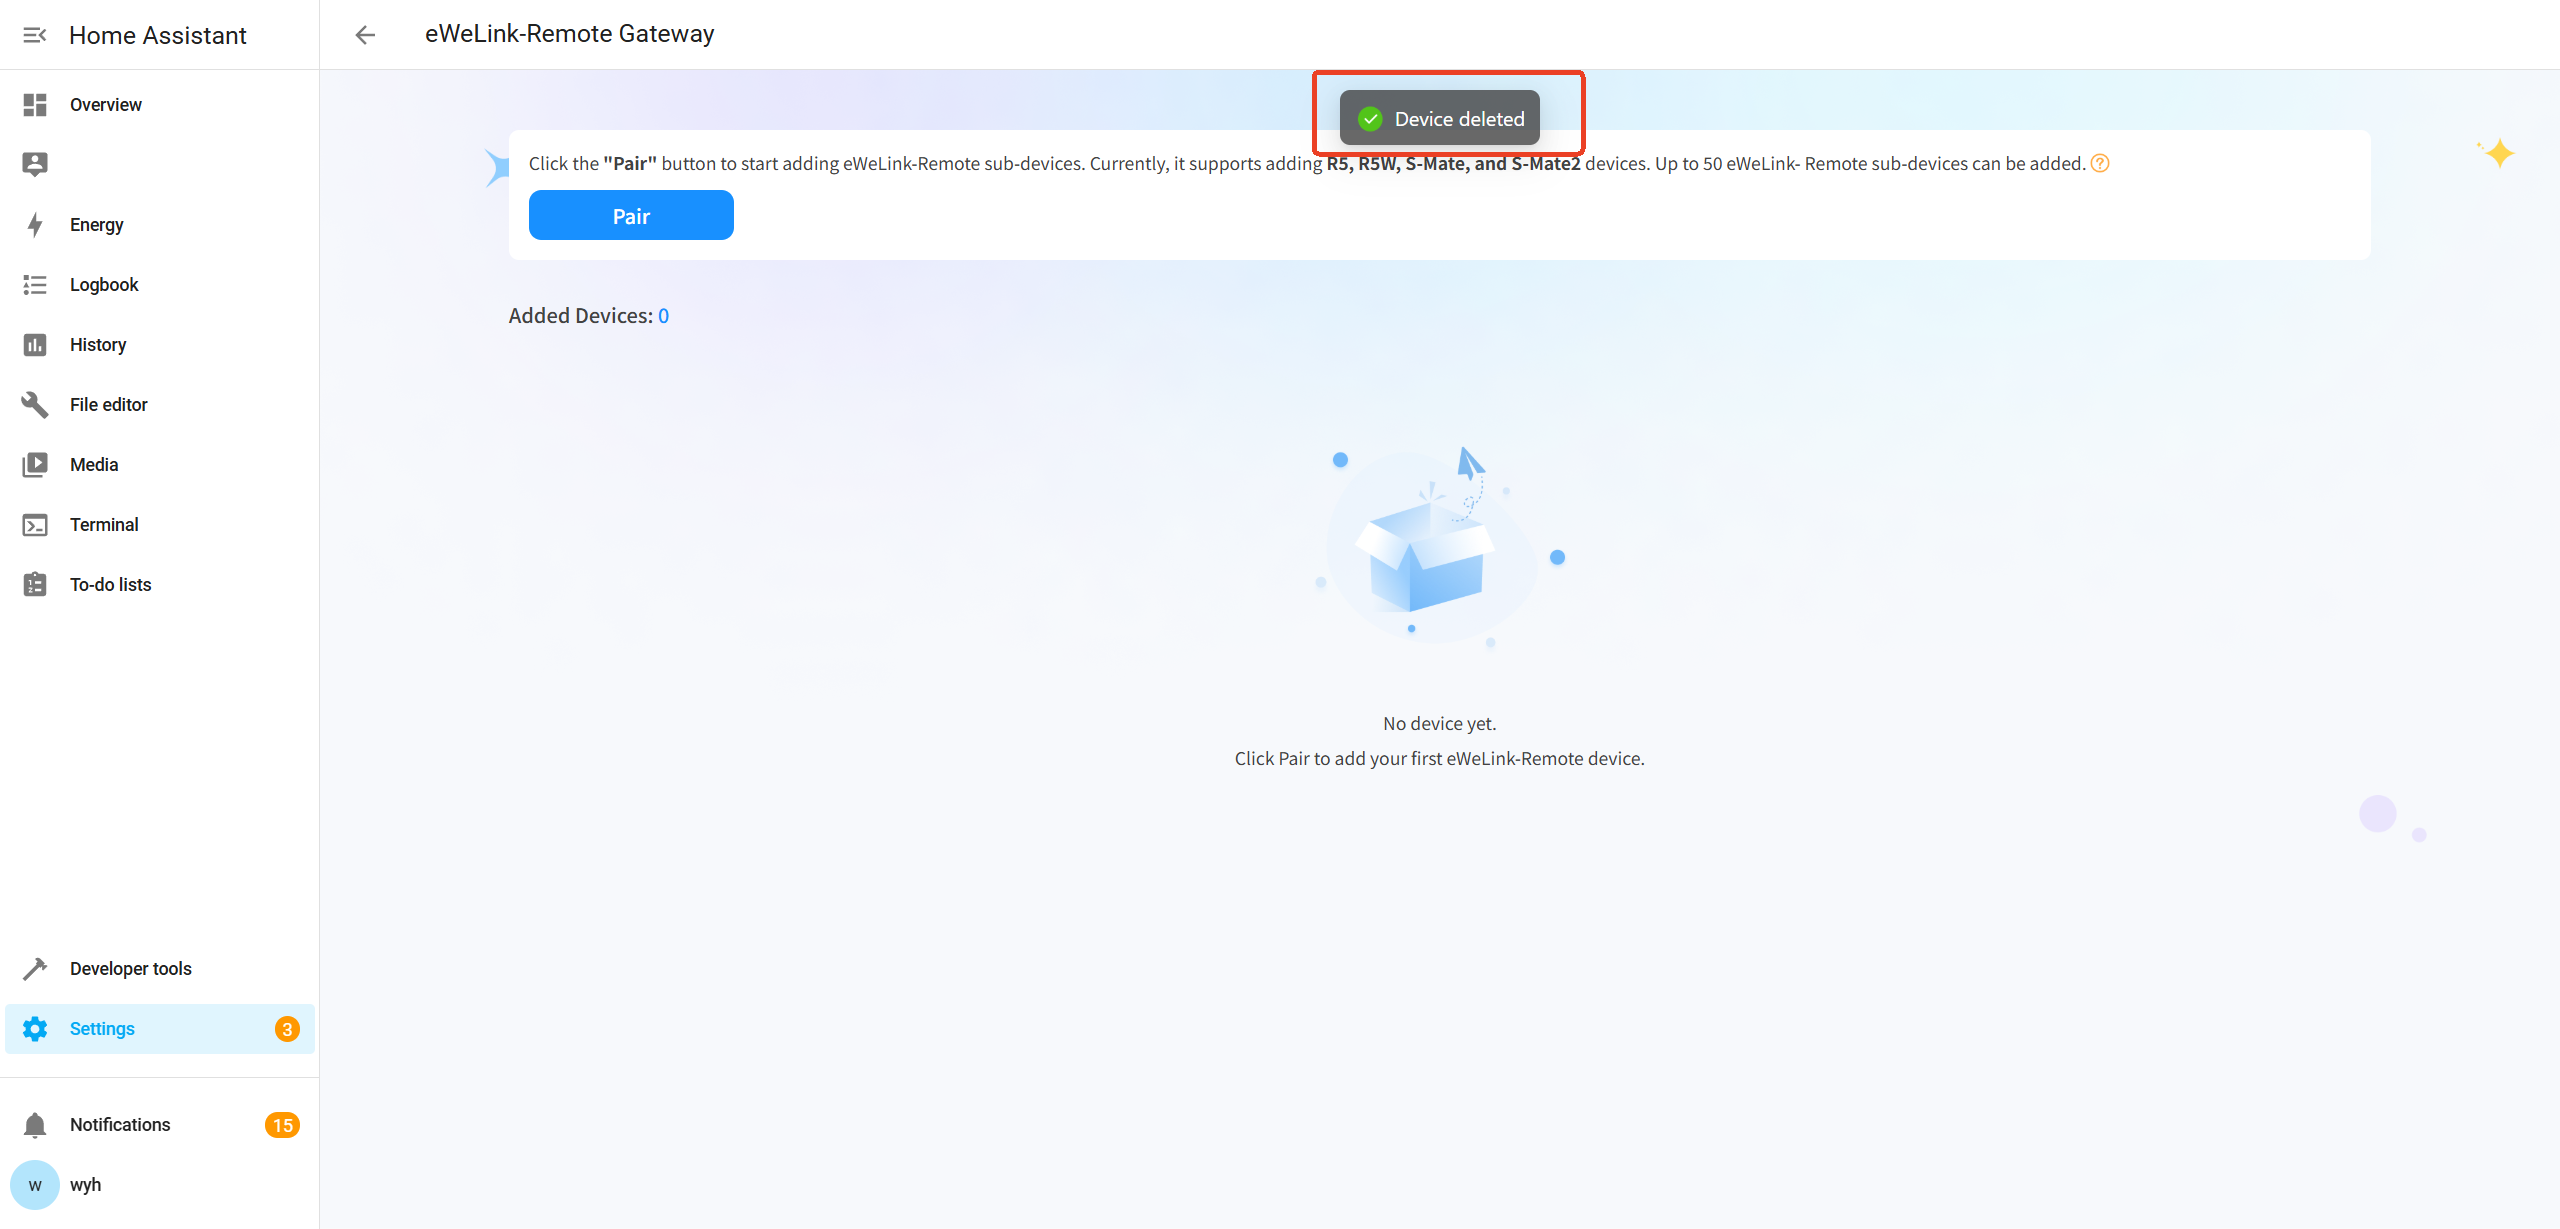 Home Assistant
eWeLink-Remote Gateway
Overview
Energy
Logbook
History
File editor
Media
Terminal
To-do lists
Developer tools
Settings
3
Notifications
15
w
wyh
Device deleted
Click the "Pair" button to start adding eWeLink-Remote sub-devices. Currently, it supports adding R5, R5W, S-Mate, and S-Mate2 devices. Up to 50 eWeLink- Remote sub-devices can be added. ?
Pair
Added Devices: 0
No device yet.
Click Pair to add your first eWeLink-Remote device.